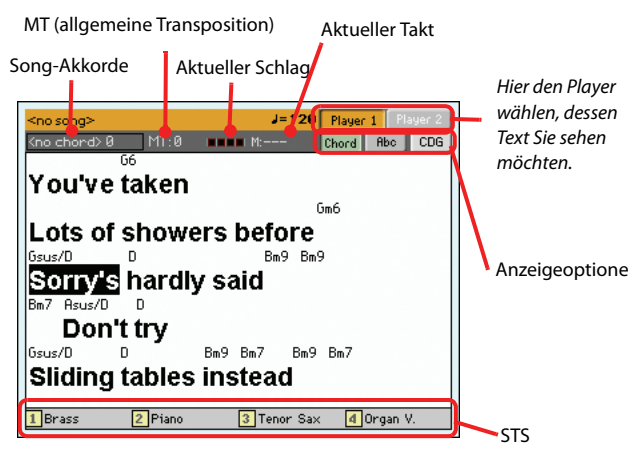 MT (allgemeine Transposition)
Aktueller Takt
Song-Akkorde
Aktueller Schlag
Hier den Player
wählen, dessen
Text Sie sehen
möchten.
<no song>
♩=120
Player 1
Player 2
<no chord> 0
MT:0
M:---
Chord
Abc
CDG
G6
You've taken
Gm6
Lots of showers before
Gsus/D D Bm9 Bm9
Sorry's hardly said
Bm7 Asus/D D
Don't try
Gsus/D D Bm9 Bm7 Bm9 Bm7
Sliding tables instead
Anzeigeoptione
1 Brass
2 Piano
3 Tenor Sax
4 Organ V.
STS